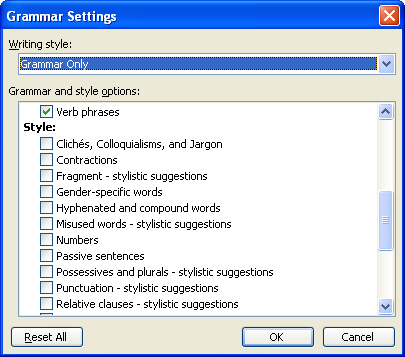 Grammar Settings
Writing style:
Grammar Only
Grammar and style options:
Verb phrases
Style:
Clichés, Colloquialisms, and Jargon
Contractions
Fragment - stylistic suggestions
Gender-specific words
Hyphenated and compound words
Misused words - stylistic suggestions
Numbers
Passive sentences
Possessives and plurals - stylistic suggestions
Punctuation - stylistic suggestions
Relative clauses - stylistic suggestions
Reset All OK Cancel